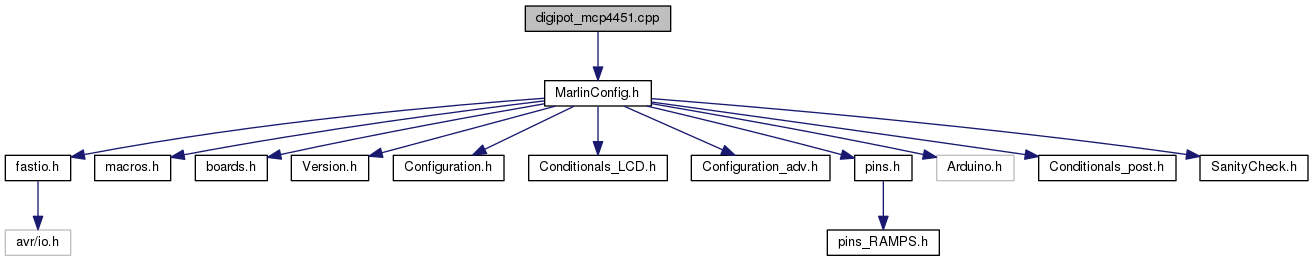 digipot_mcp4451.cpp
MarlinConfig.h
fastio.h
macros.h
boards.h
Version.h
Configuration.h
Conditionals_LCD.h
Configuration_adv.h
pins.h
Arduino.h
Conditionals_post.h
SanityCheck.h
avr/io.h
pins_RAMPS.h